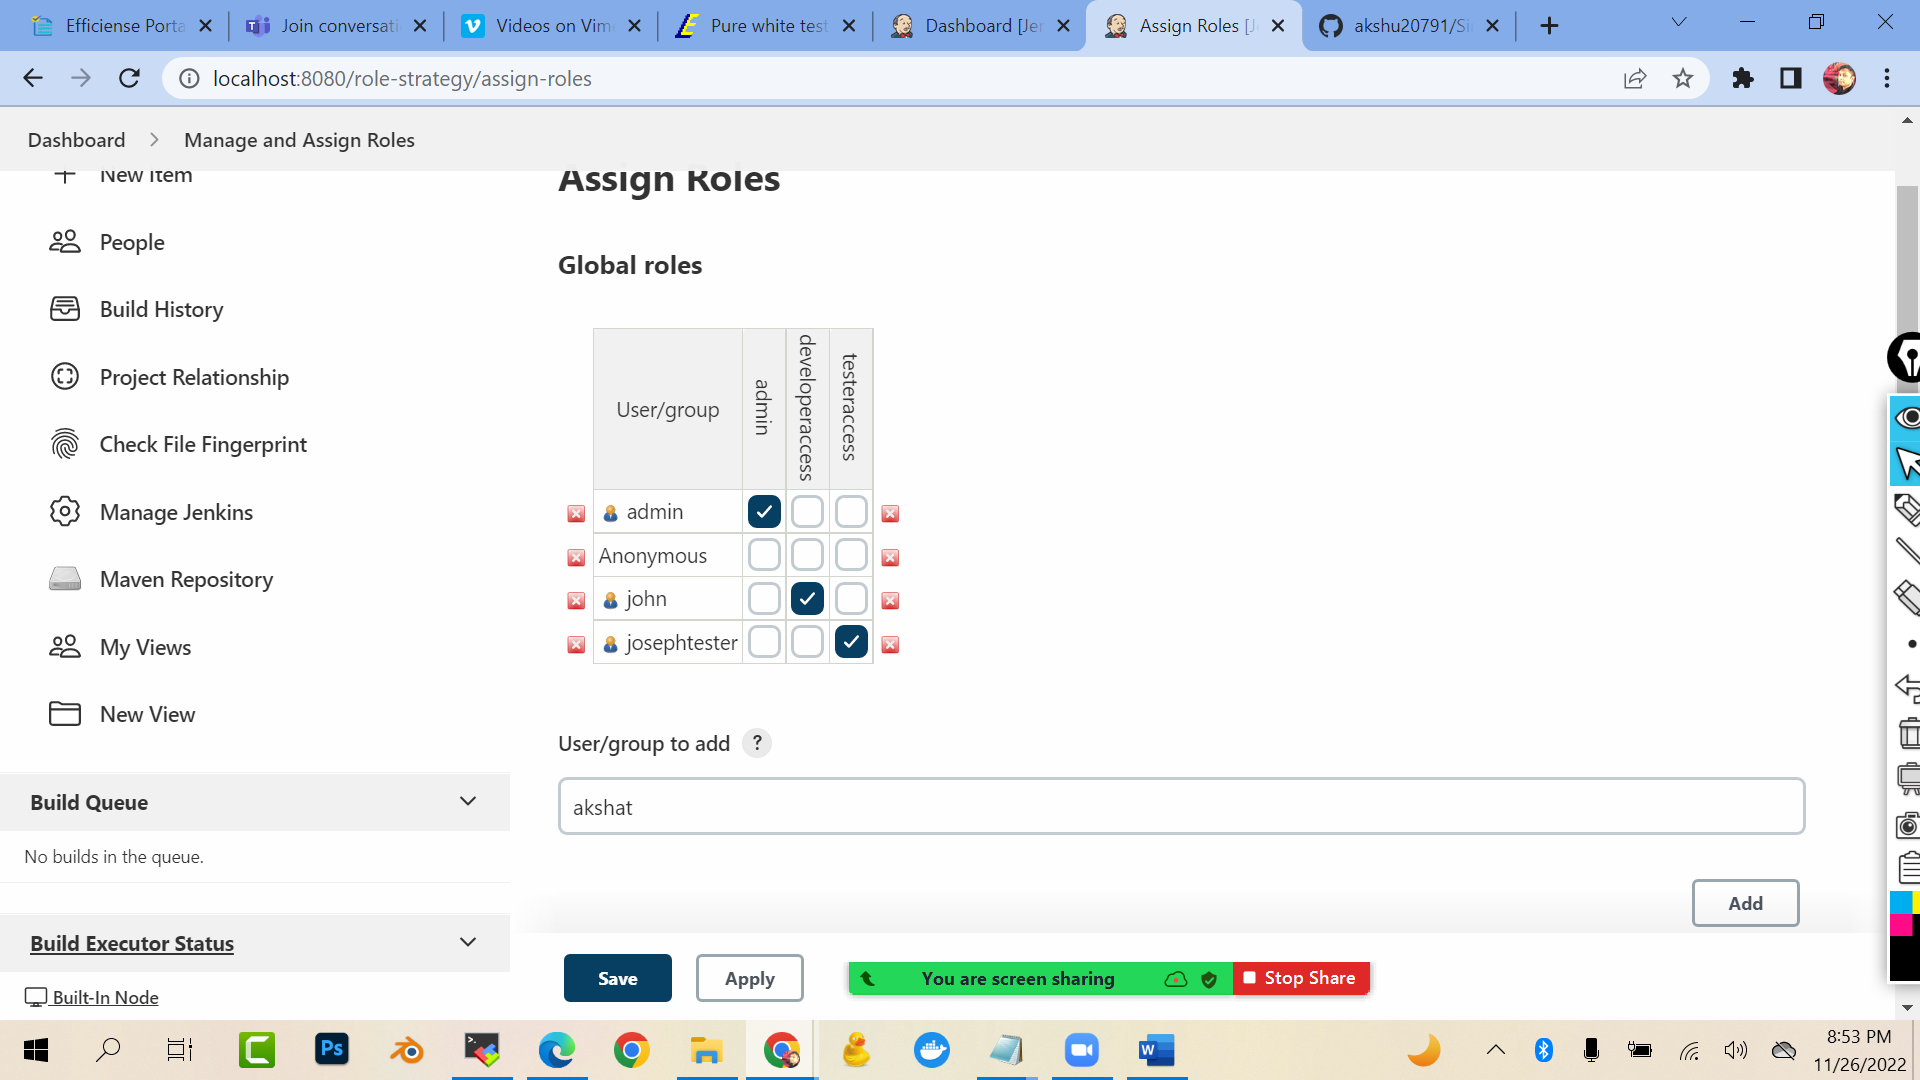 Efficiense Porta
Join conversati
Videos on Vim
Pure white test
Dashboard [Jen
Assign Roles [J
akshu20791/Si
localhost:8080/role-strategy/assign-roles
Dashboard
Manage and Assign Roles
New Item
People
Build History
Project Relationship
Check File Fingerprint
Manage Jenkins
Maven Repository
My Views
New View
Build Queue
No builds in the queue.
Build Executor Status
Built-In Node
Assign Roles
Global roles
User/group
admin
developeraccess
testeraccess
admin
Anonymous
john
josephtester
User/group to add ?
akshat
Add
Save
Apply
You are screen sharing
Stop Share
Ps
W
8:53 PM
11/26/2022